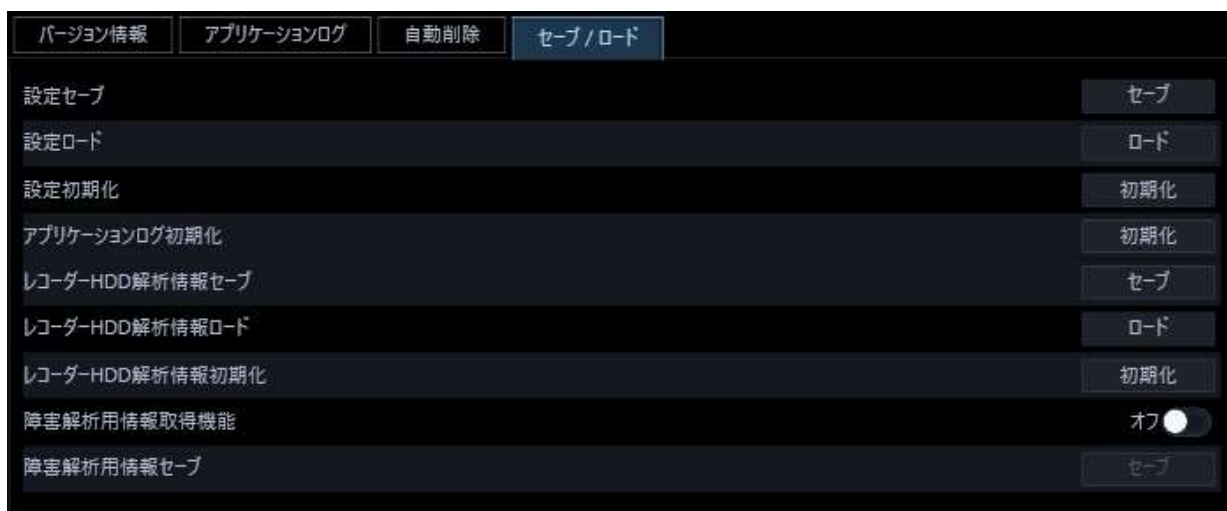 バージョン情報 アプリケーションログ 自動削除 セーブ / ロード
設定セーブ セーブ
設定ロード ロード
設定初期化 初期化
アプリケーションログ初期化 初期化
レコーダーHDD解析情報セーブ セーブ
レコーダーHDD解析情報ロード ロード
レコーダーHDD解析情報初期化 初期化
障害解析用情報取得機能 オフ
障害解析用情報セーブ セーブ